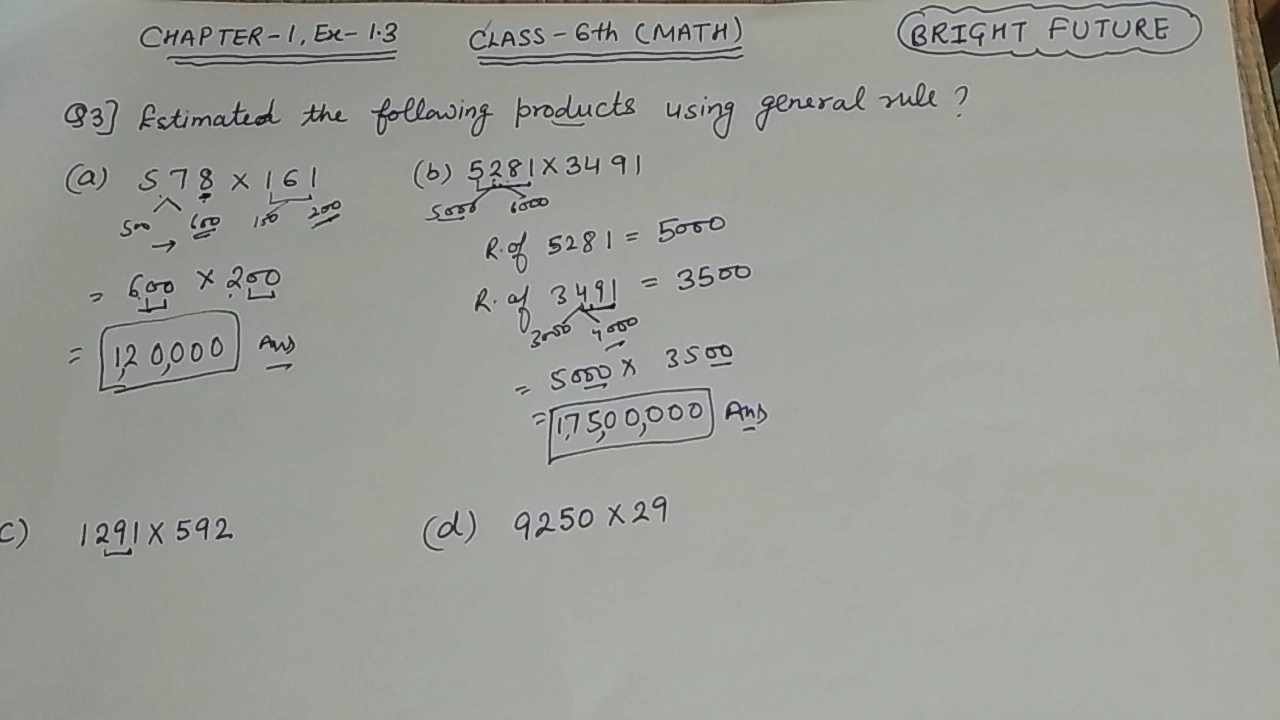 CHAPTER-1, Ex-1.3 CLASS-6th (MATH) BRIGHT FUTURE
Q3] Estimated the following products using general rule ?
(a) 578 × 161
500 600 100 200
→
= 600 × 200
= 1,20,000 Ans
(b) 5281 × 3491
5000 6000
R. of 5281 = 5000
R. of 3491 = 3500
3000 4000
= 5000 × 3500
= 1,75,00,000 Ans
c) 1291 × 592
(d) 9250 × 29